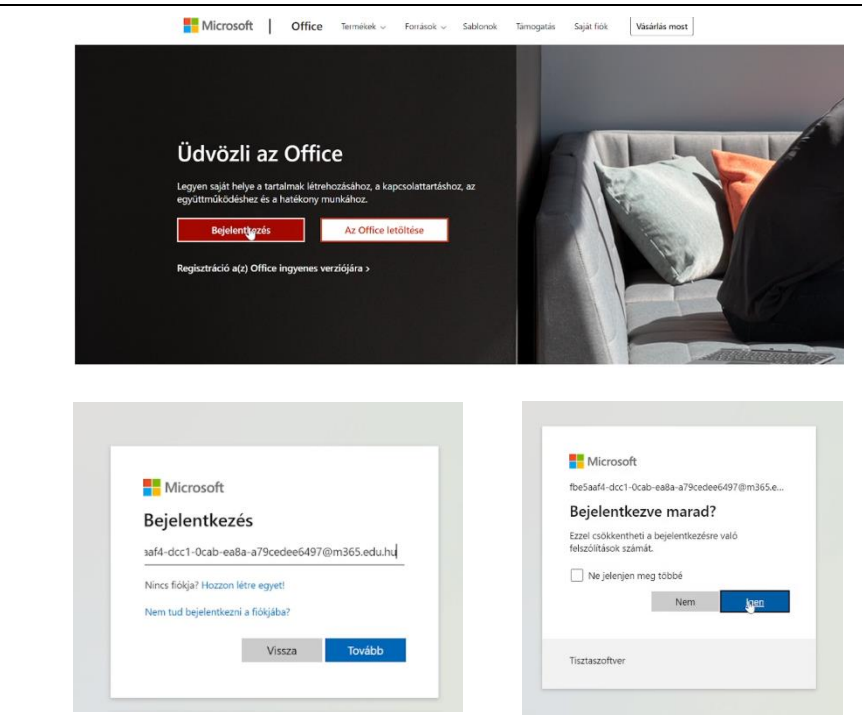 Microsoft | Office Termékek Források Sablonok Támogatás Saját fiók Vásárlás most
Üdvözli az Office
Legyen saját helye a tartalmak létrehozásához, a kapcsolattartáshoz, az
együttműködéshez és a hatékony munkához.
Bejelentkezés Az Office letöltése
Regisztráció a(z) Office ingyenes verziójára >
Microsoft
Bejelentkezés
aaf4-dcc1-0cab-ea8a-a79cedee6497@m365.edu.hu
Nincs fiókja? Hozzon létre egyet!
Nem tud bejelentkezni a fiókjába?
Vissza Tovább
Microsoft
fbe5aaf4-dcc1-0cab-ea8a-a79cedee6497@m365.e...
Bejelentkezve marad?
Ezzel csökkentheti a bejelentkezésre való
felszólítások számát.
Ne jelenjen meg többé
Nem Igen
Tisztaszoftver